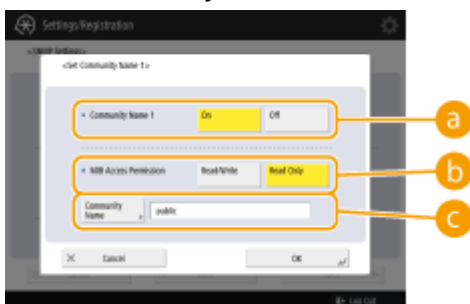 Settings/Registration
<SNMP Settings>
<Set Community Name 1>
Community Name 1 On Off
a
MIB Access Permission Read/Write Read Only
b
Community Name public
c
Cancel OK
Log Out